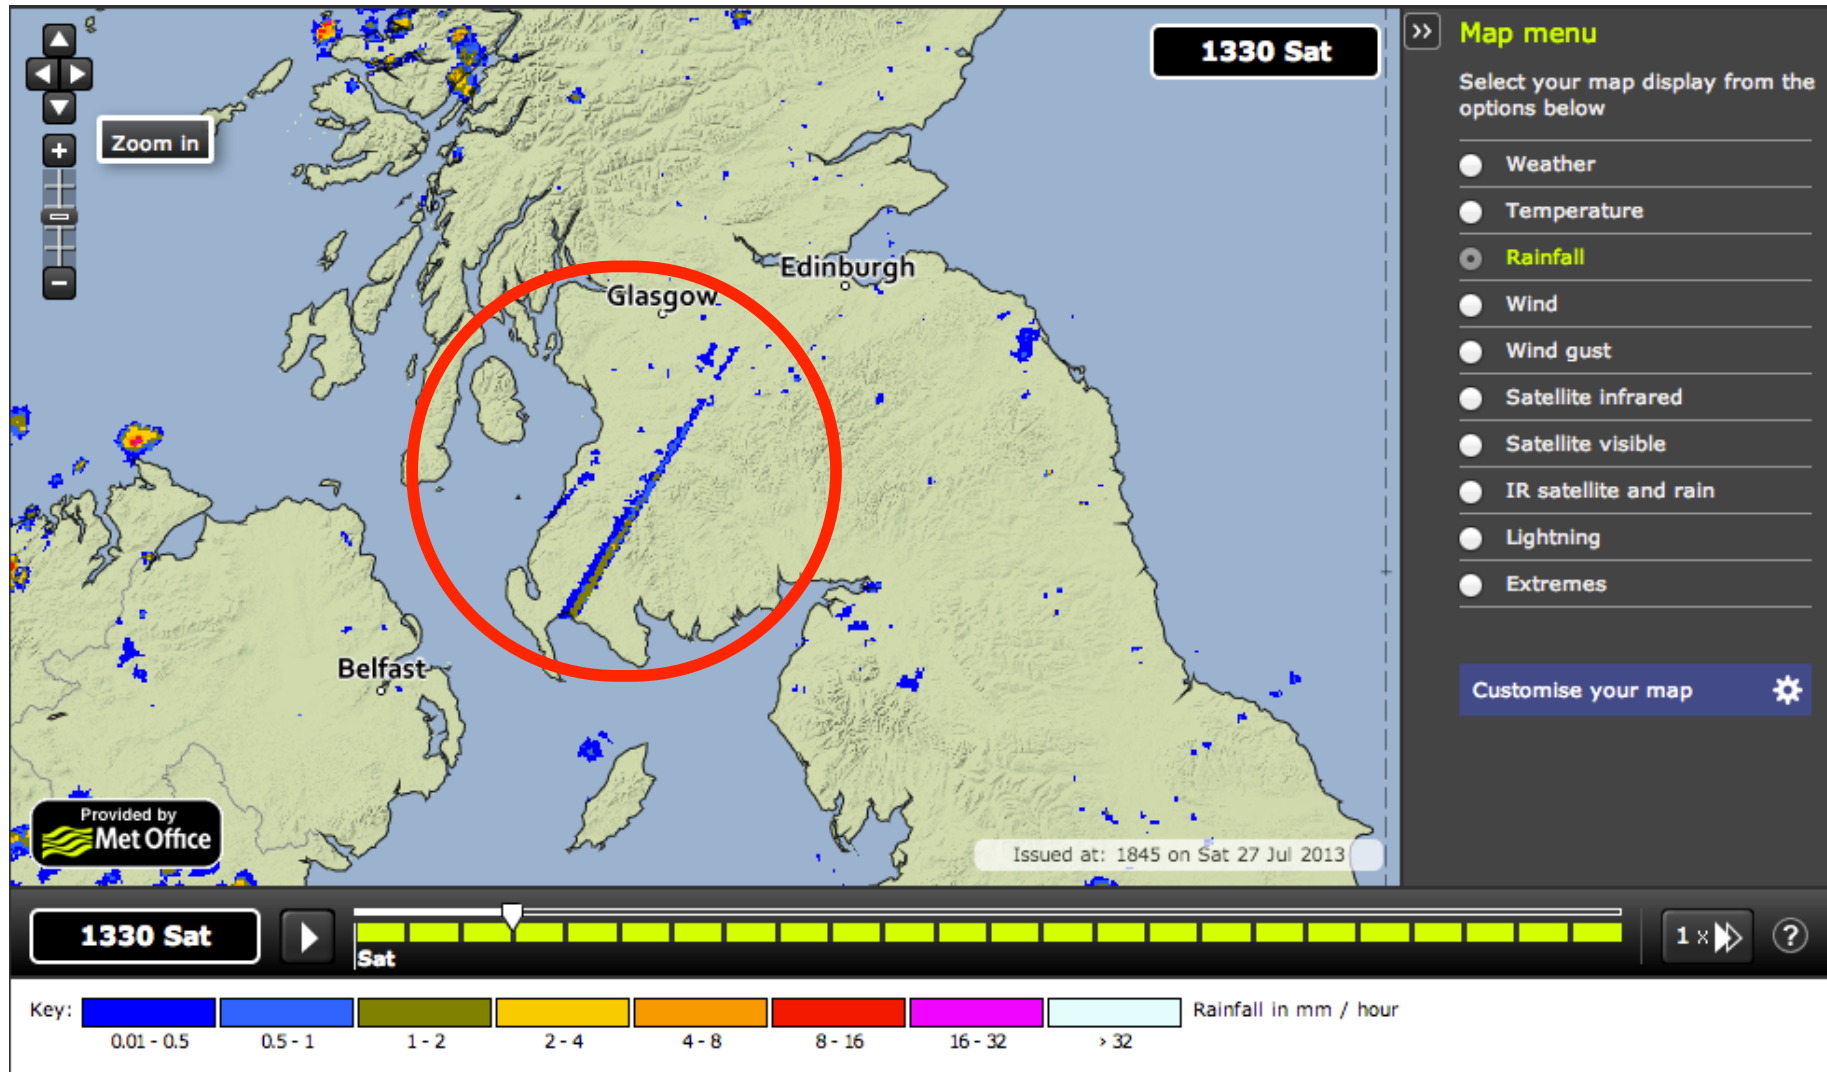 1330 Sat
Zoom in
Edinburgh
Glasgow
Belfast
Provided by
Met Office
Issued at: 1845 on Sat 27 Jul 2013
>>
Map menu
Select your map display from the
options below
Weather
Temperature
Rainfall
Wind
Wind gust
Satellite infrared
Satellite visible
IR satellite and rain
Lightning
Extremes
Customise your map
1330 Sat
Sat
1 x
?
Key:
0.01 - 0.5
0.5 - 1
1 - 2
2 - 4
4 - 8
8 - 16
16 - 32
> 32
Rainfall in mm / hour